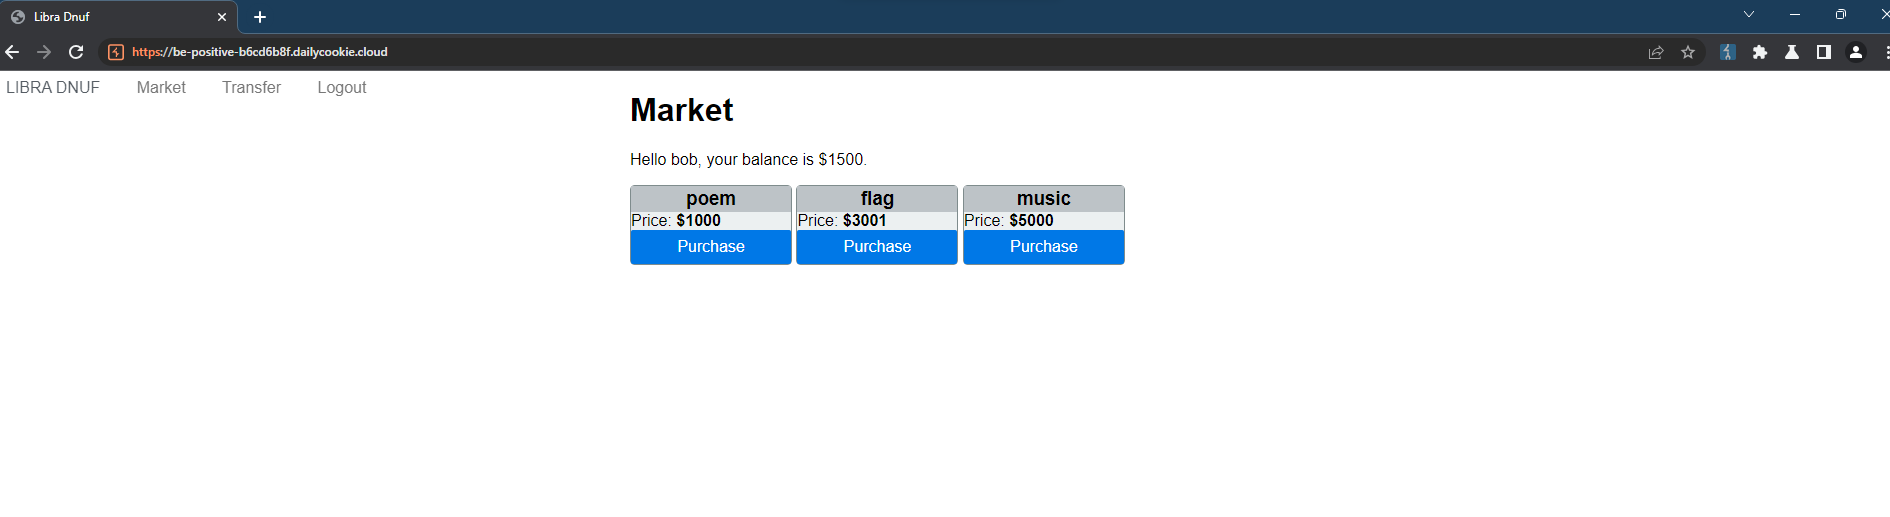 Libra Dnuf
https://be-positive-b6cd6b8f.dailycookie.cloud
LIBRA DNUF Market Transfer Logout
Market
Hello bob, your balance is $1500.
poem flag music
Price: $1000 Price: $3001 Price: $5000
Purchase Purchase Purchase